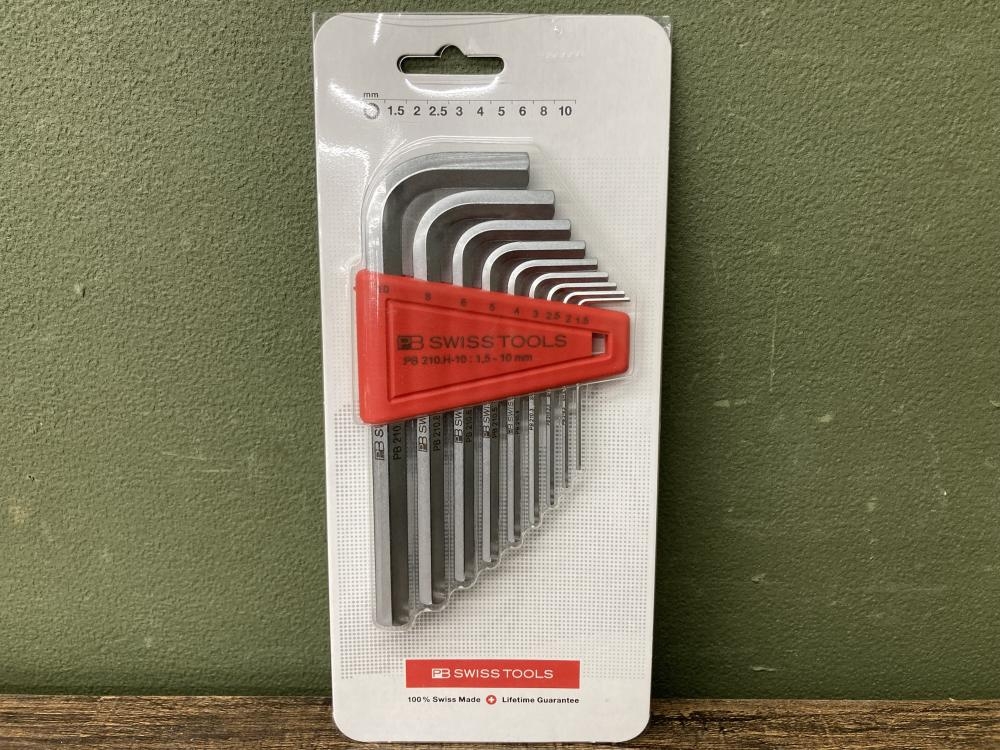 mm
1.5 2 2.5 3 4 5 6 8 10
10 8 6 5 4 3 2.5 2 1.5
PB SWISS TOOLS
PB 210.H-10 : 1,5 - 10 mm
PB SWISS TOOLS
100% Swiss Made Lifetime Guarantee